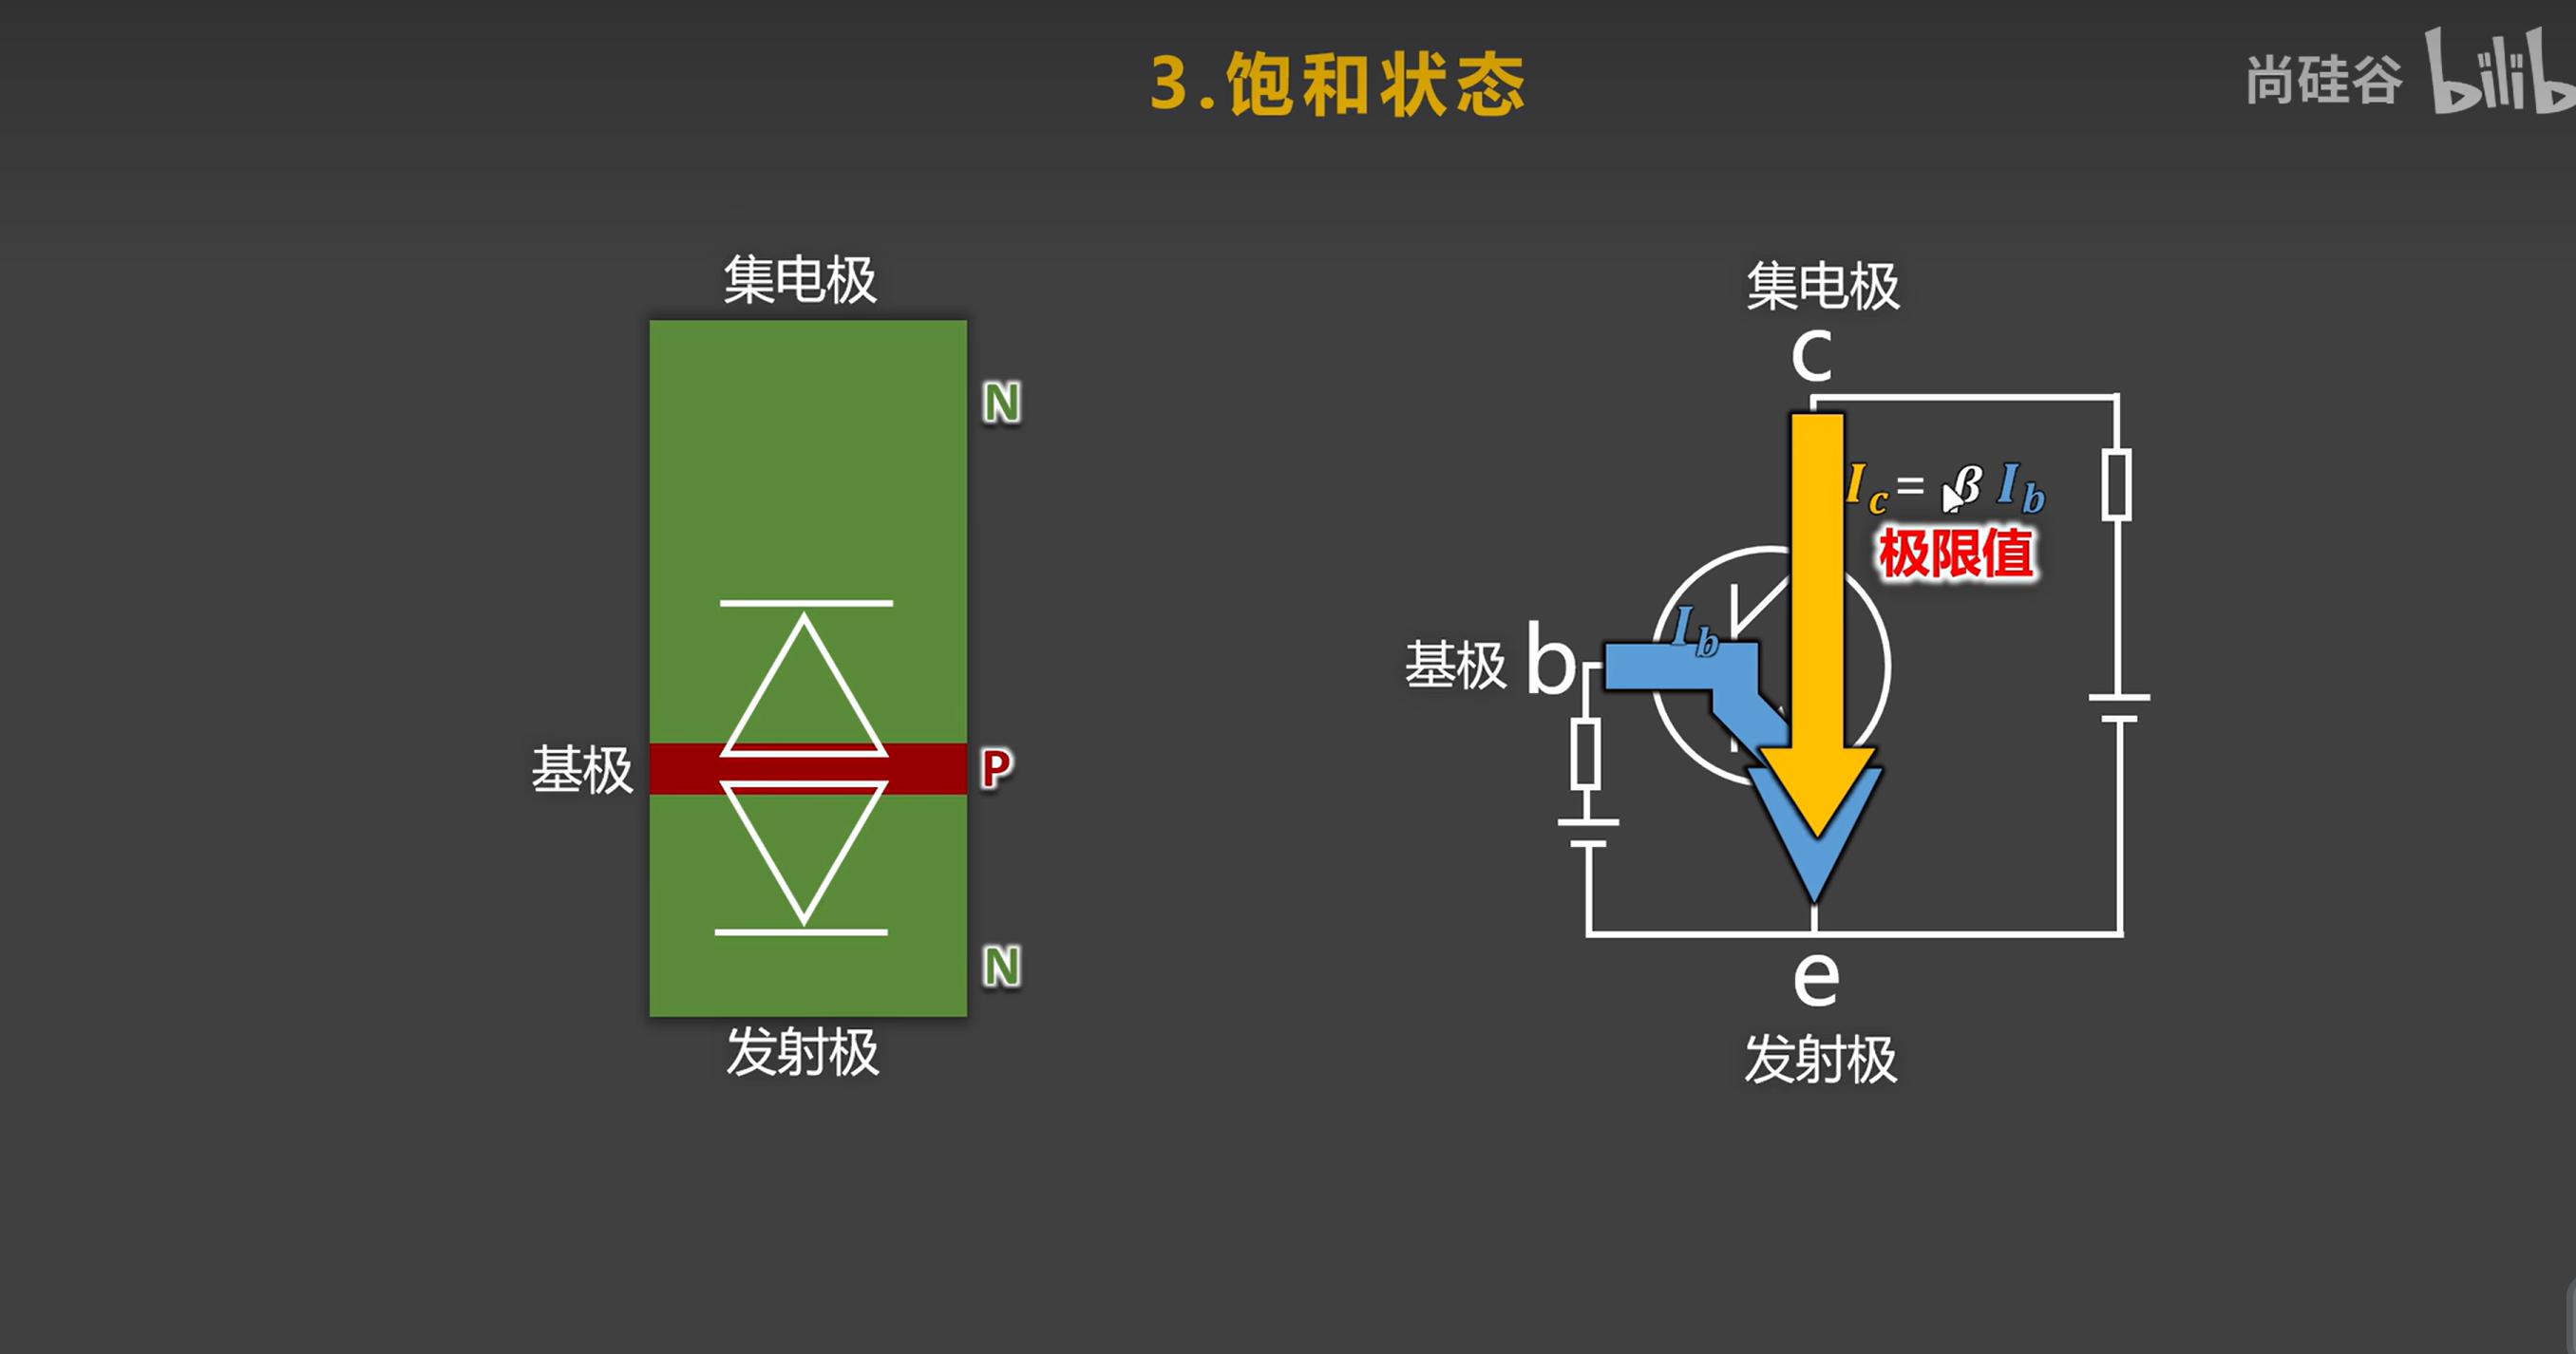 3.饱和状态
尚硅谷 bilib
集电极
N
基极
P
N
发射极
集电极
c
I_c = β I_b
极限值
I_b
基极 b
e
发射极